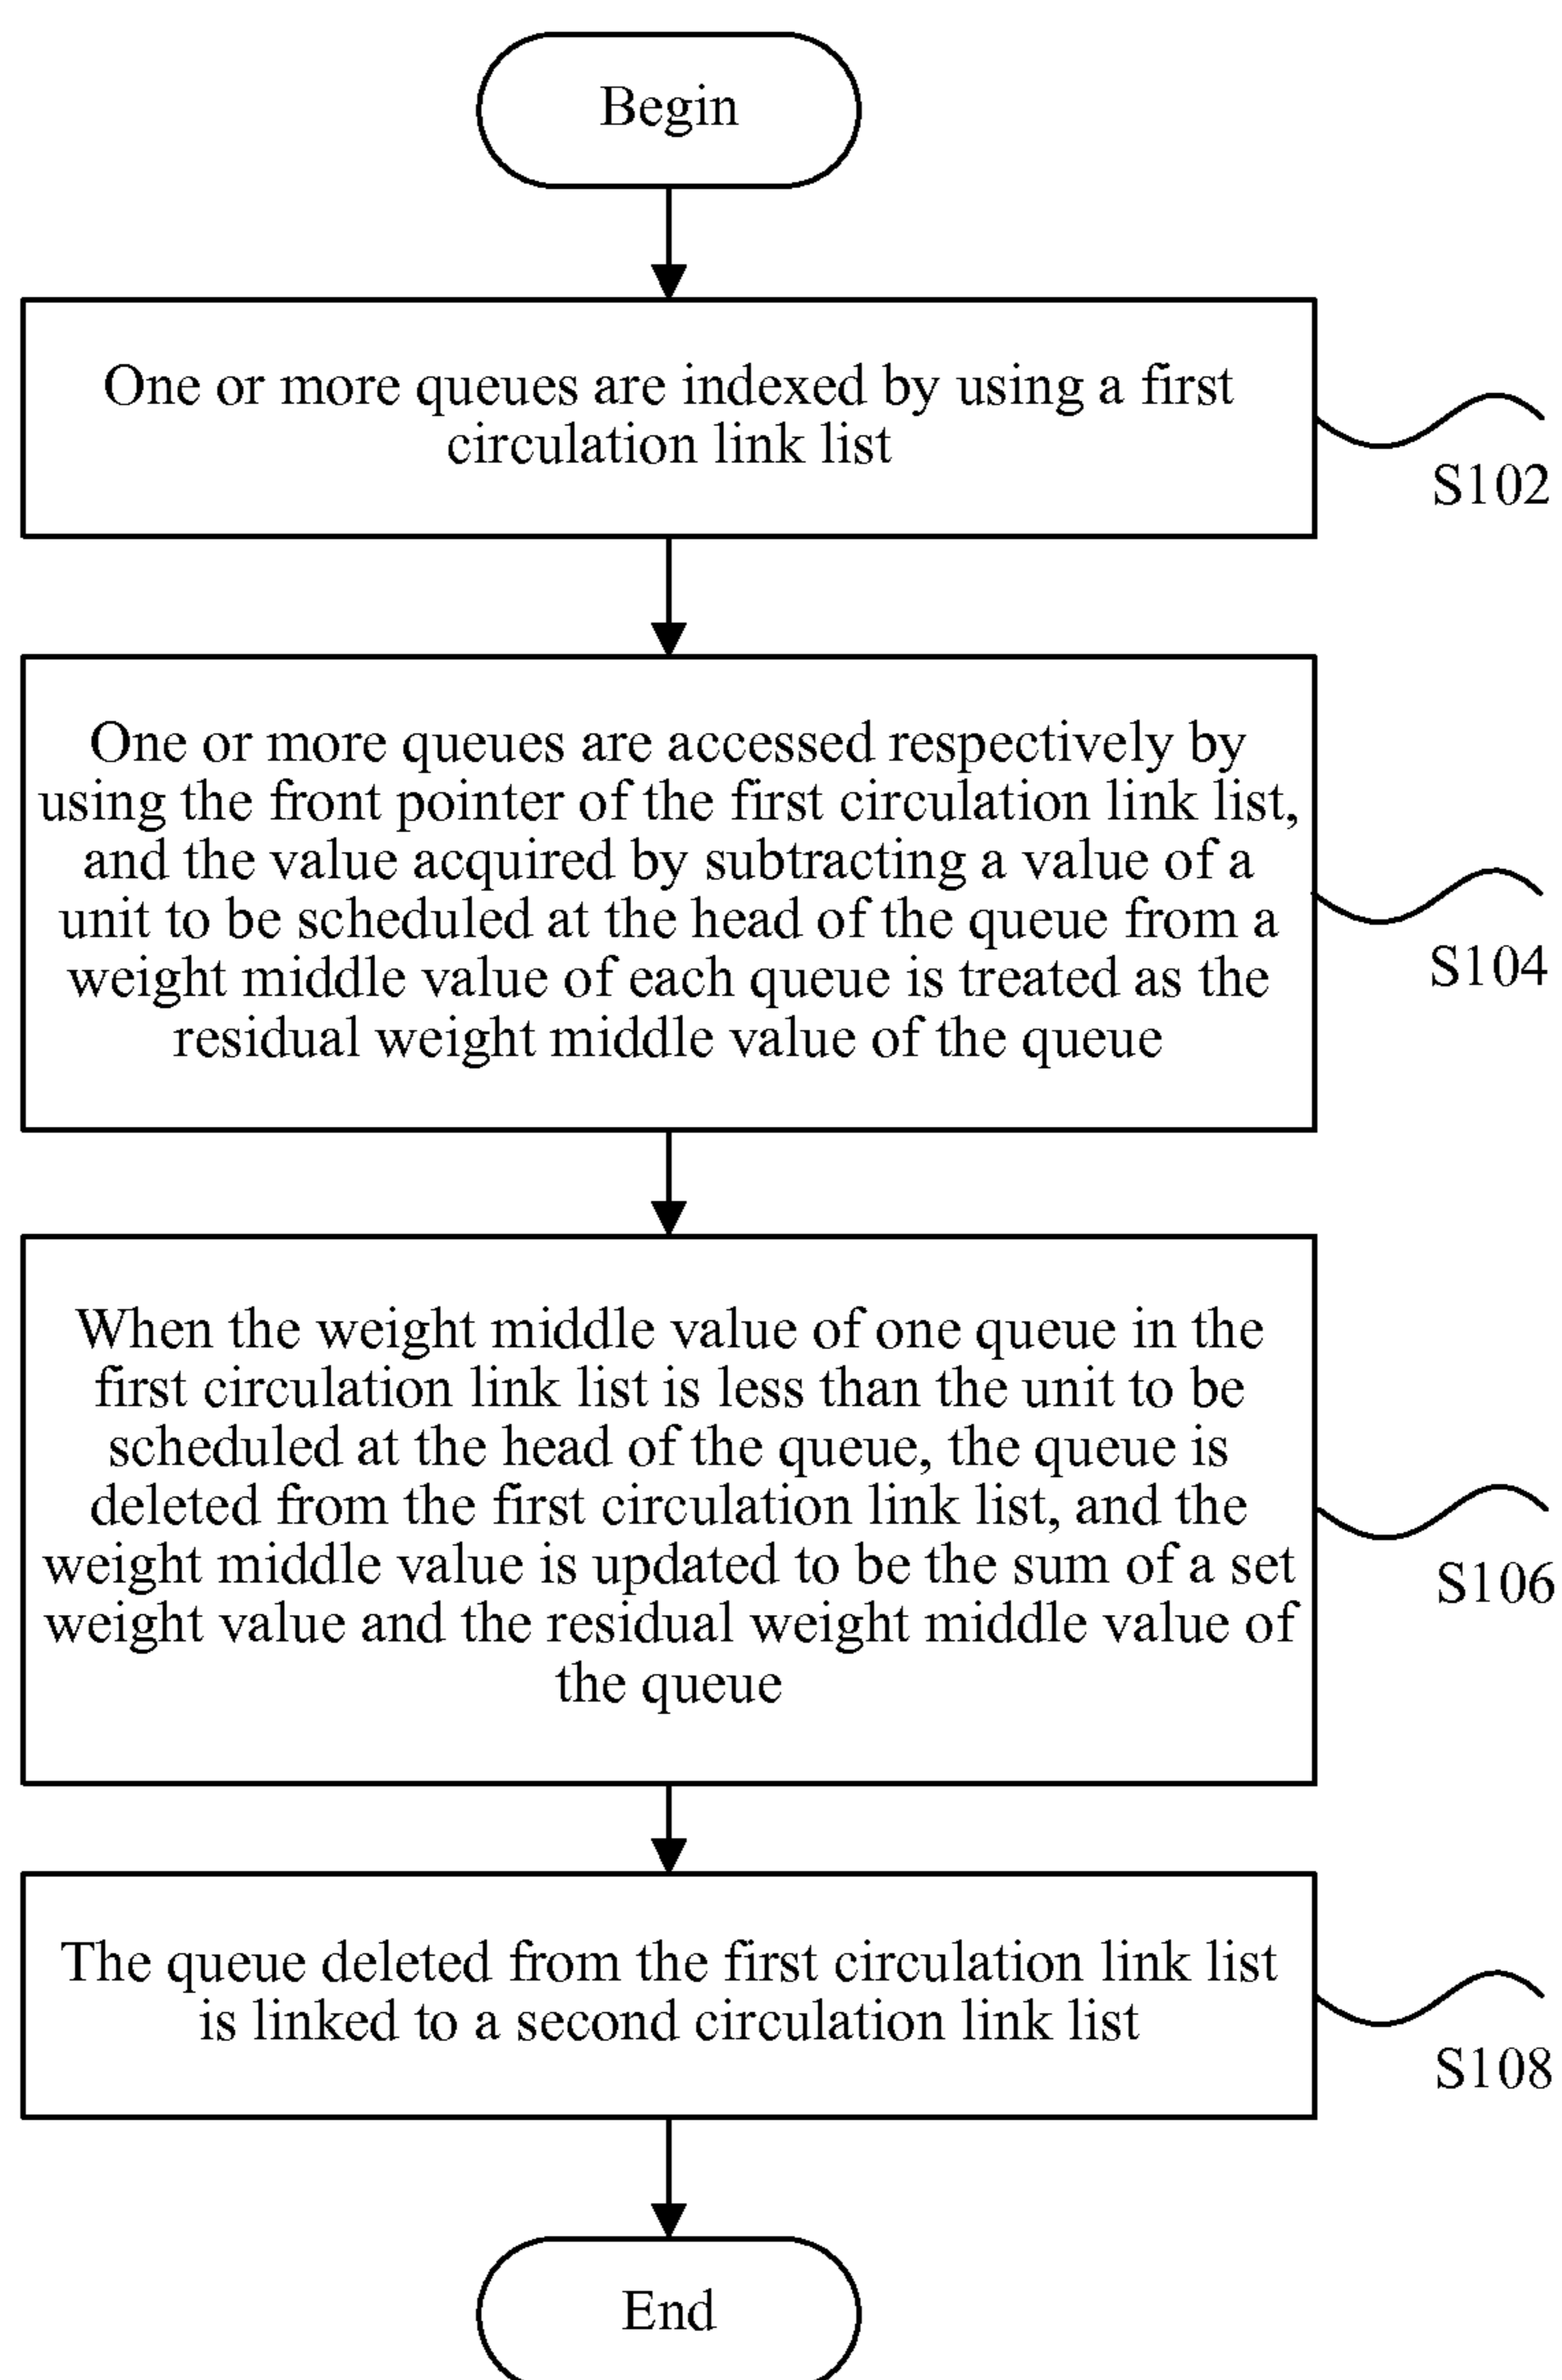 Begin
One or more queues are indexed by using a first
circulation link list
S102
One or more queues are accessed respectively by
using the front pointer of the first circulation link list,
and the value acquired by subtracting a value of a
unit to be scheduled at the head of the queue from a
weight middle value of each queue is treated as the
residual weight middle value of the queue
S104
When the weight middle value of one queue in the
first circulation link list is less than the unit to be
scheduled at the head of the queue, the queue is
deleted from the first circulation link list, and the
weight middle value is updated to be the sum of a set
weight value and the residual weight middle value of
the queue
S106
The queue deleted from the first circulation link list
is linked to a second circulation link list
S108
End